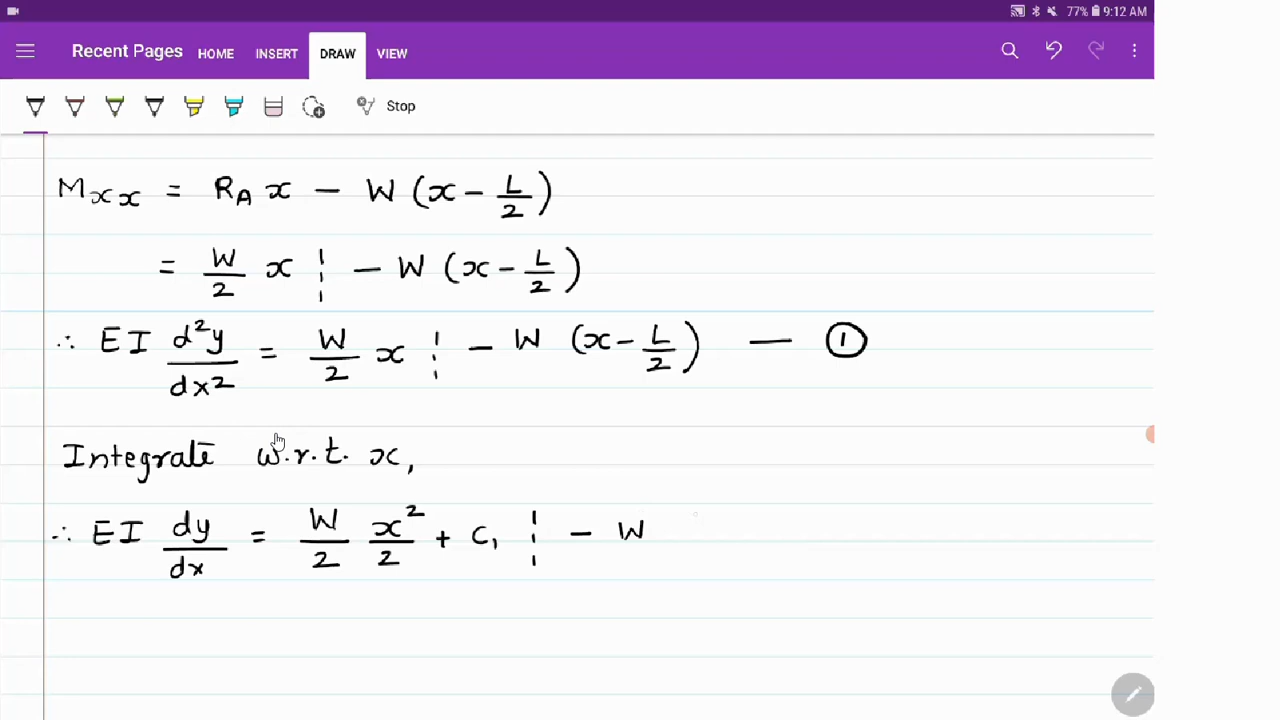 77% 9:12 AM
Recent Pages HOME INSERT DRAW VIEW
Stop
Mxx = R_A x − W (x − L/2)
= W/2 x ¦ − W (x − L/2)
∴ EI d²y/dx² = W/2 x ¦ − W (x − L/2) — ①
Integrate w.r.t. x,
∴ EI dy/dx = W/2 x²/2 + C₁ ¦ − W